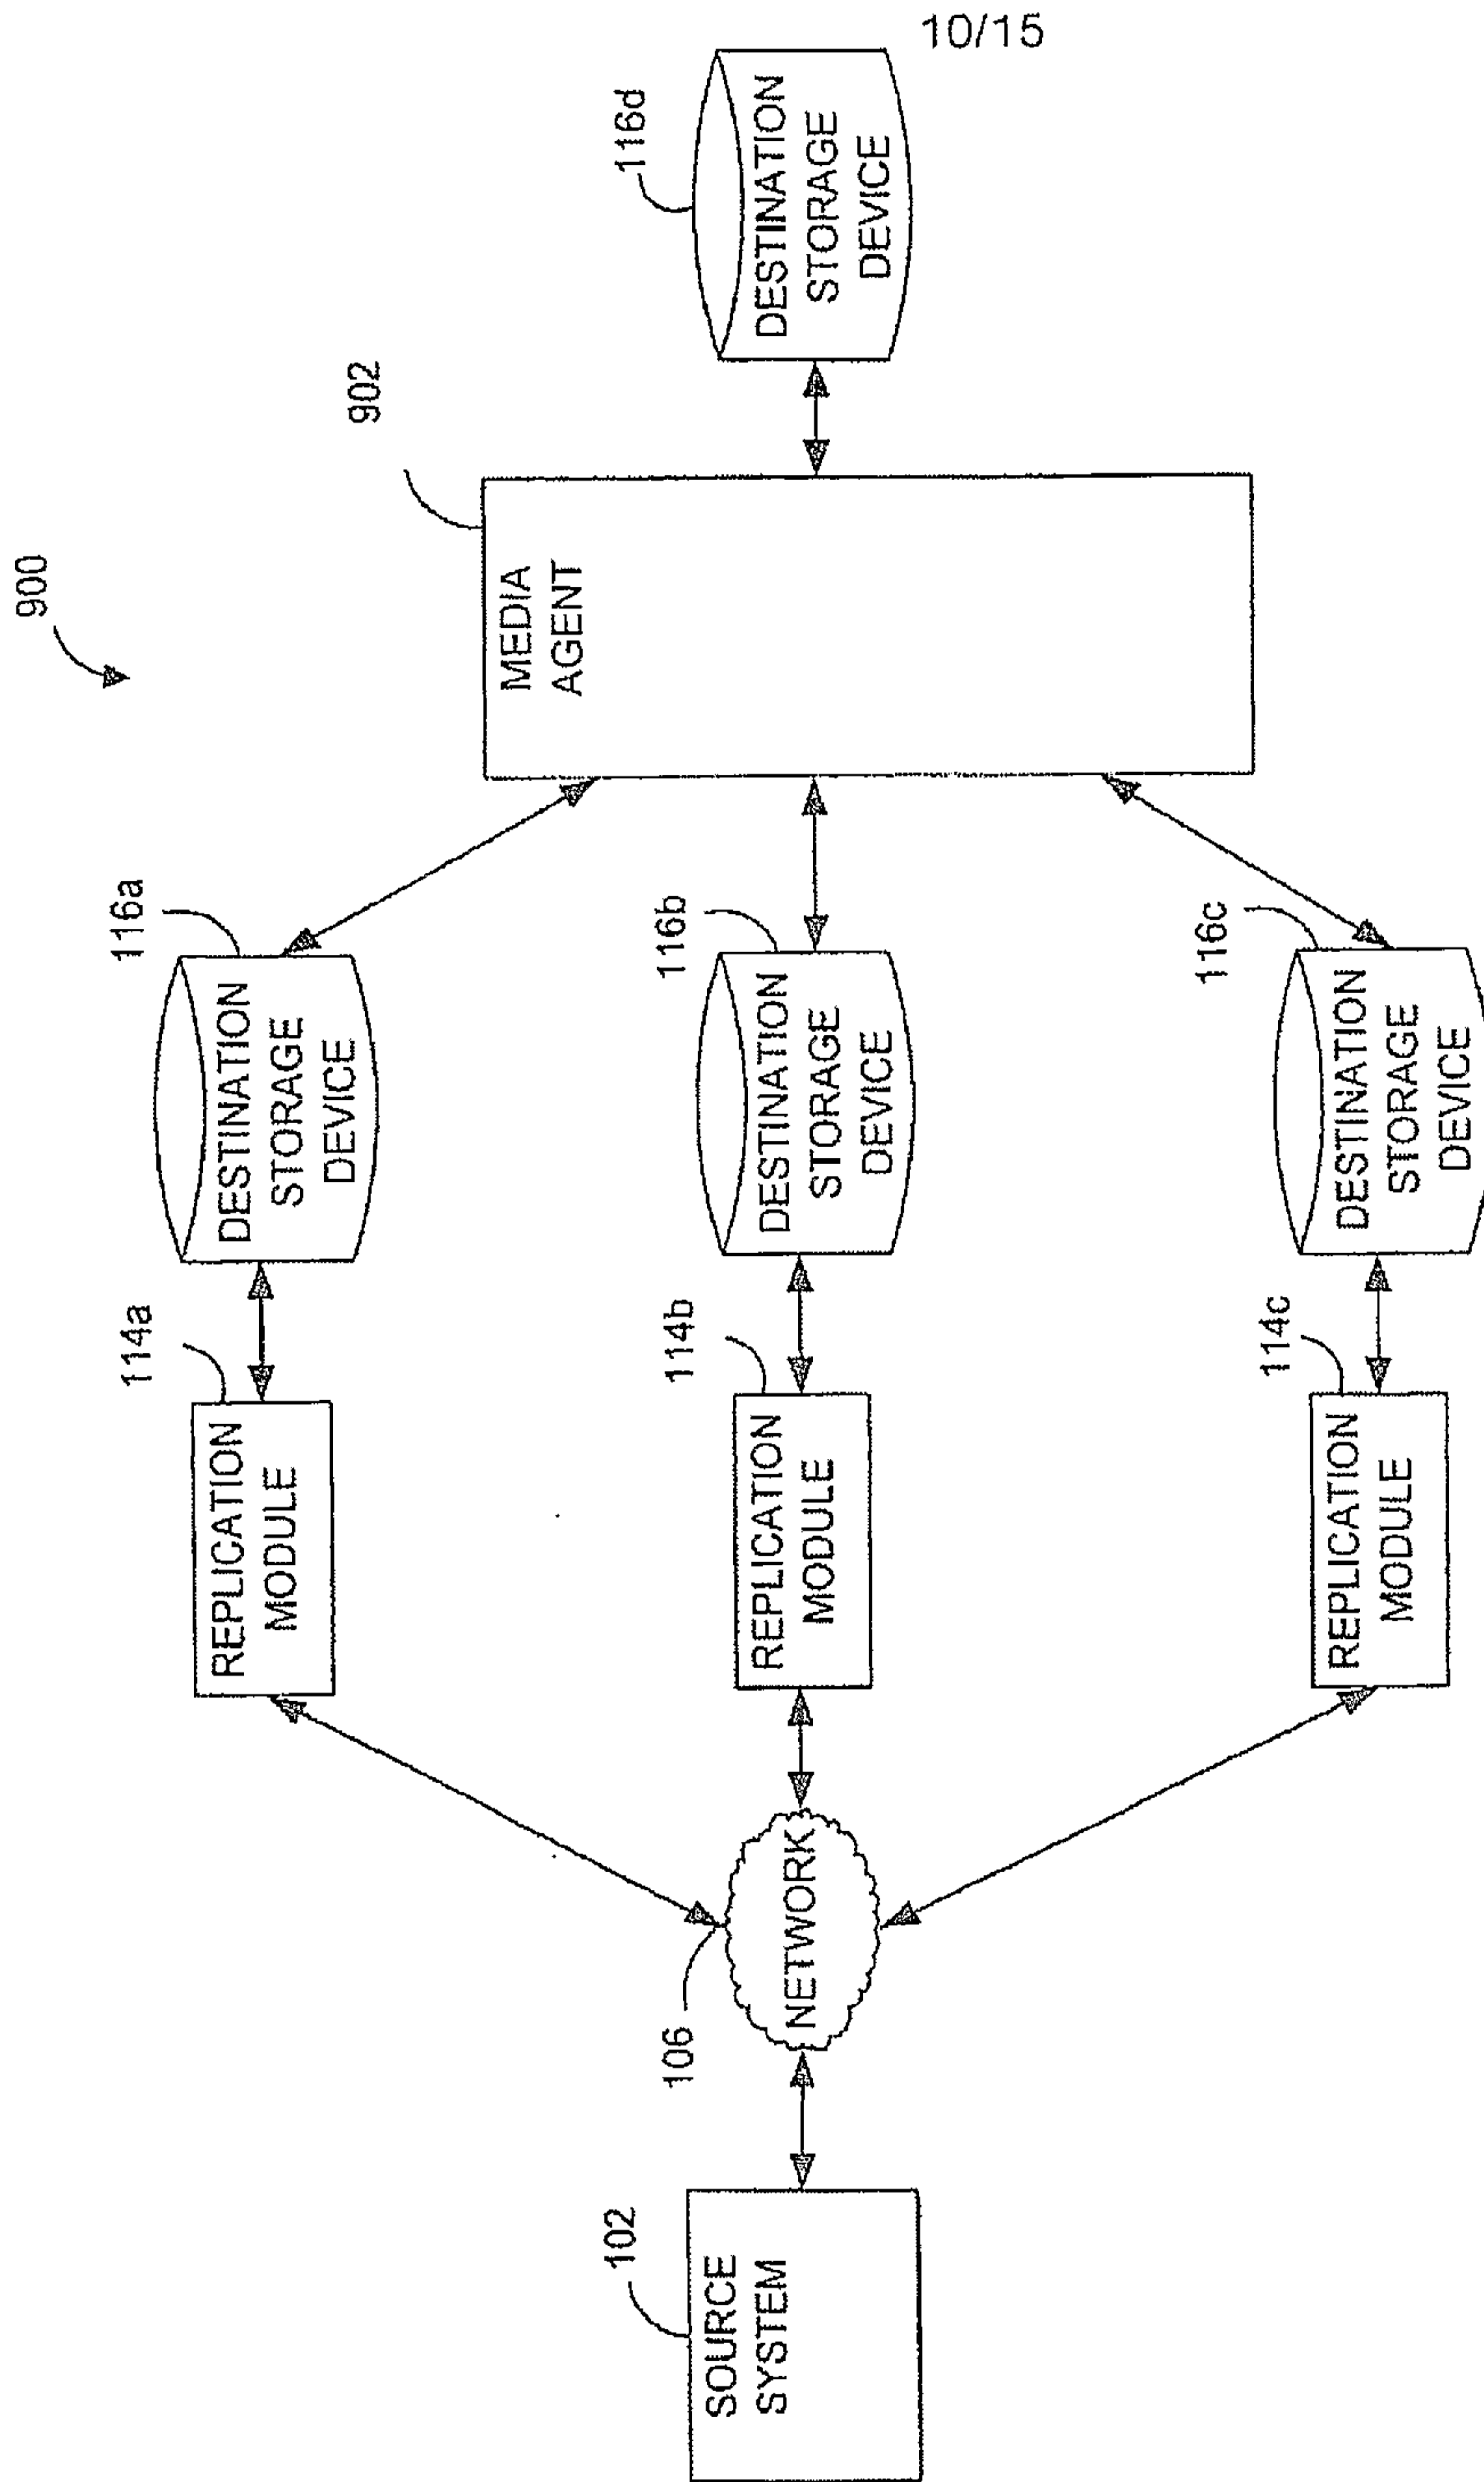 10/15
900
SOURCE
SYSTEM
102
NETWORK
106
REPLICATION
MODULE
114a
DESTINATION
STORAGE
DEVICE
116a
REPLICATION
MODULE
114b
DESTINATION
STORAGE
DEVICE
116b
REPLICATION
MODULE
114c
DESTINATION
STORAGE
DEVICE
116c
MEDIA
AGENT
902
DESTINATION
STORAGE
DEVICE
116d